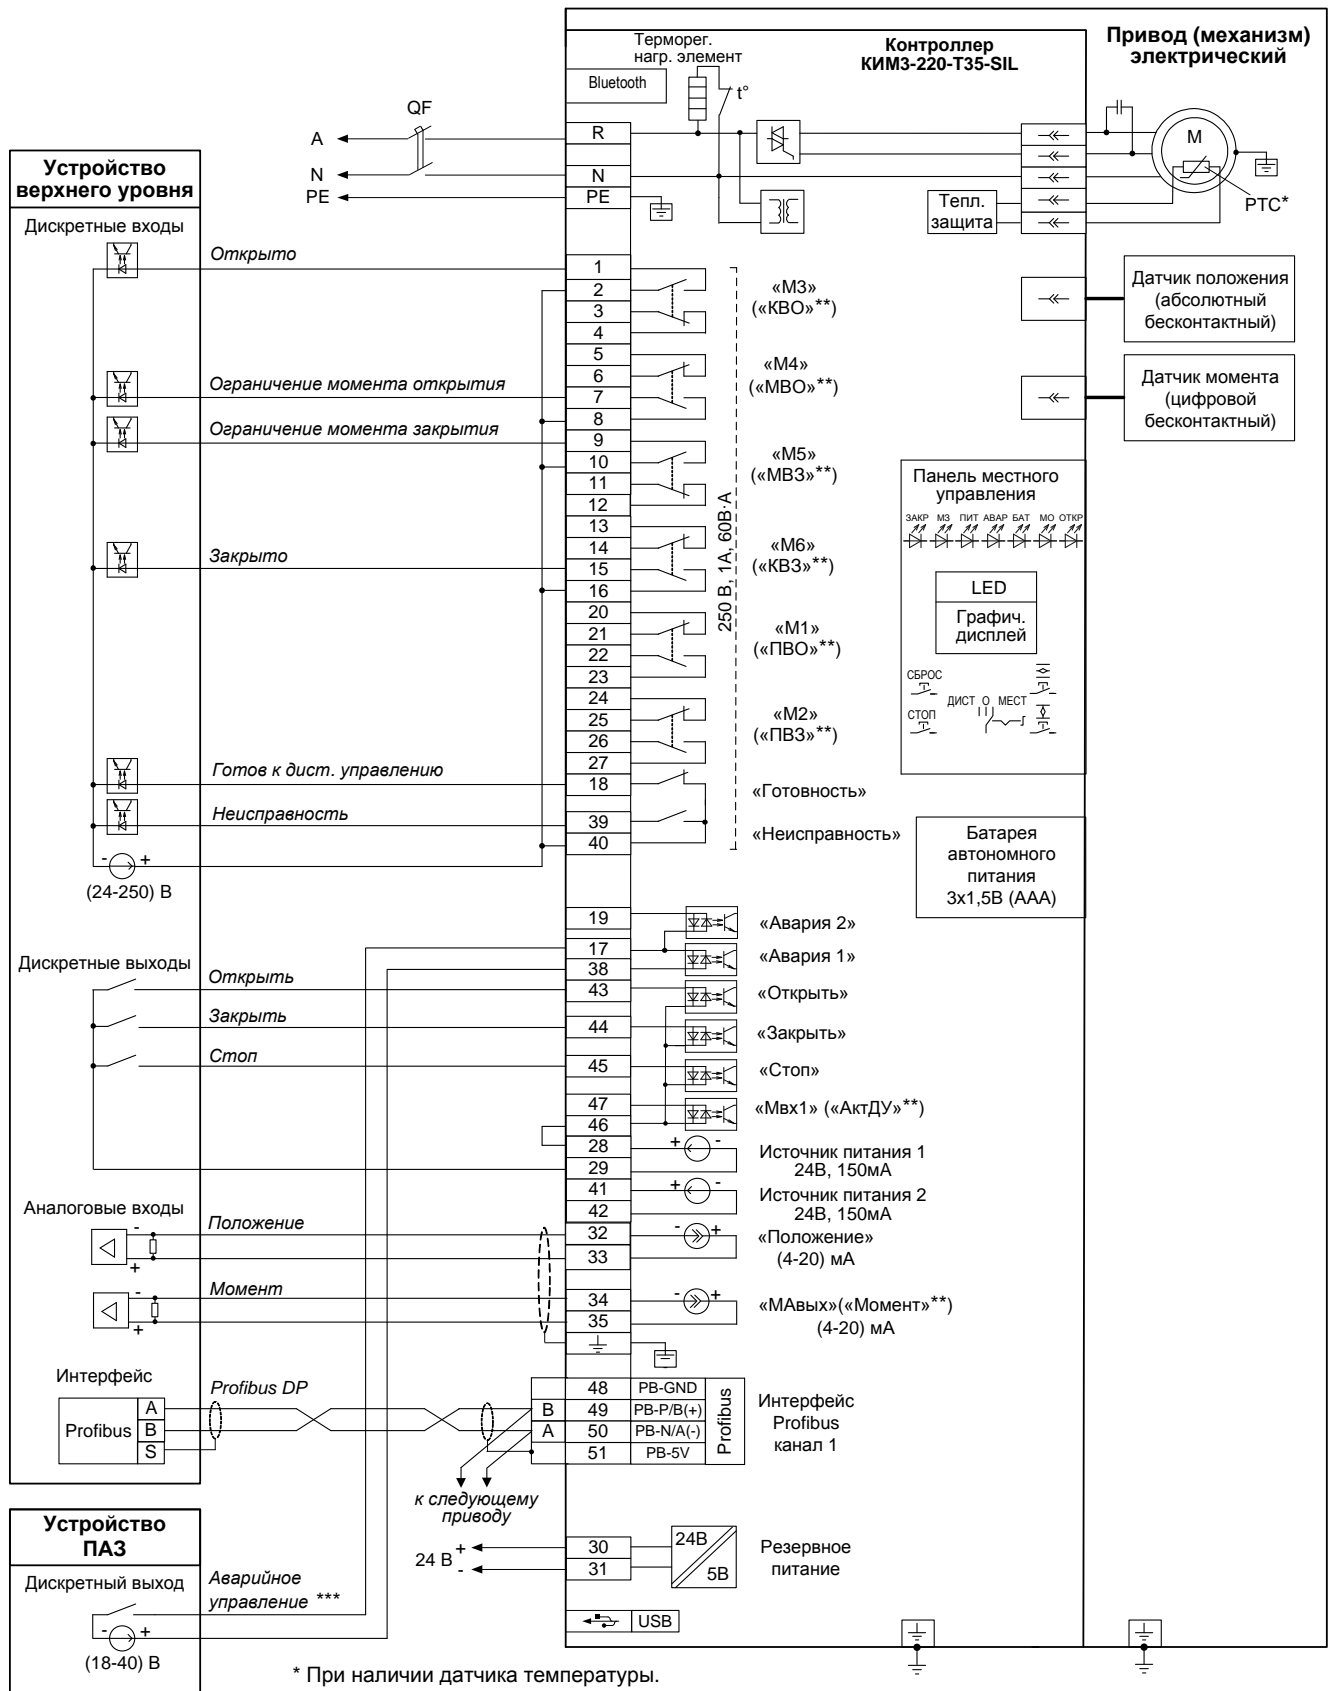 Терморег.
нагр. элемент
Bluetooth
t°
Контроллер
КИМ3-220-Т35-SIL
Привод (механизм)
электрический
QF
A
N
PE
R
N
PE
M
Тепл.
защита
PTC*
Устройство
верхнего уровня
Дискретные входы
Открыто
Ограничение момента открытия
Ограничение момента закрытия
Закрыто
Готов к дист. управлению
Неисправность
- +
(24-250) В
1
2
3
4
5
6
7
8
9
10
11
12
13
14
15
16
20
21
22
23
24
25
26
27
18
39
40
«М3»
(«КВО»**)
«М4»
(«МВО»**)
«М5»
(«МВЗ»**)
«М6»
(«КВЗ»**)
«М1»
(«ПВО»**)
«М2»
(«ПВЗ»**)
«Готовность»
«Неисправность»
250 В, 1А, 60В·А
Датчик положения
(абсолютный
бесконтактный)
Датчик момента
(цифровой
бесконтактный)
Панель местного
управления
ЗАКР МЗ ПИТ АВАР БАТ МО ОТКР
LED
Графич.
дисплей
СБРОС
СТОП
ДИСТ О МЕСТ
Батарея
автономного
питания
3х1,5В (ААА)
Дискретные выходы
Открыть
Закрыть
Стоп
19
17
38
43
44
45
47
46
28
29
41
42
32
33
34
35
«Авария 2»
«Авария 1»
«Открыть»
«Закрыть»
«Стоп»
«Мвх1» («АктДУ»**)
+ -
Источник питания 1
24В, 150мА
+ -
Источник питания 2
24В, 150мА
- +
«Положение»
(4-20) мА
- +
«МАвых»(«Момент»**)
(4-20) мА
Аналоговые входы
Положение
-
+
Момент
-
+
Интерфейс
Profibus
A
B
S
Profibus DP
B
A
48
49
50
51
PB-GND
PB-P/B(+)
PB-N/A(-)
PB-5V
Profibus
Интерфейс
Profibus
канал 1
к следующему
приводу
24 В
+
-
30
31
24В
5В
Резервное
питание
USB
Устройство
ПАЗ
Дискретный выход
Аварийное
управление ***
- +
(18-40) В
* При наличии датчика температуры.